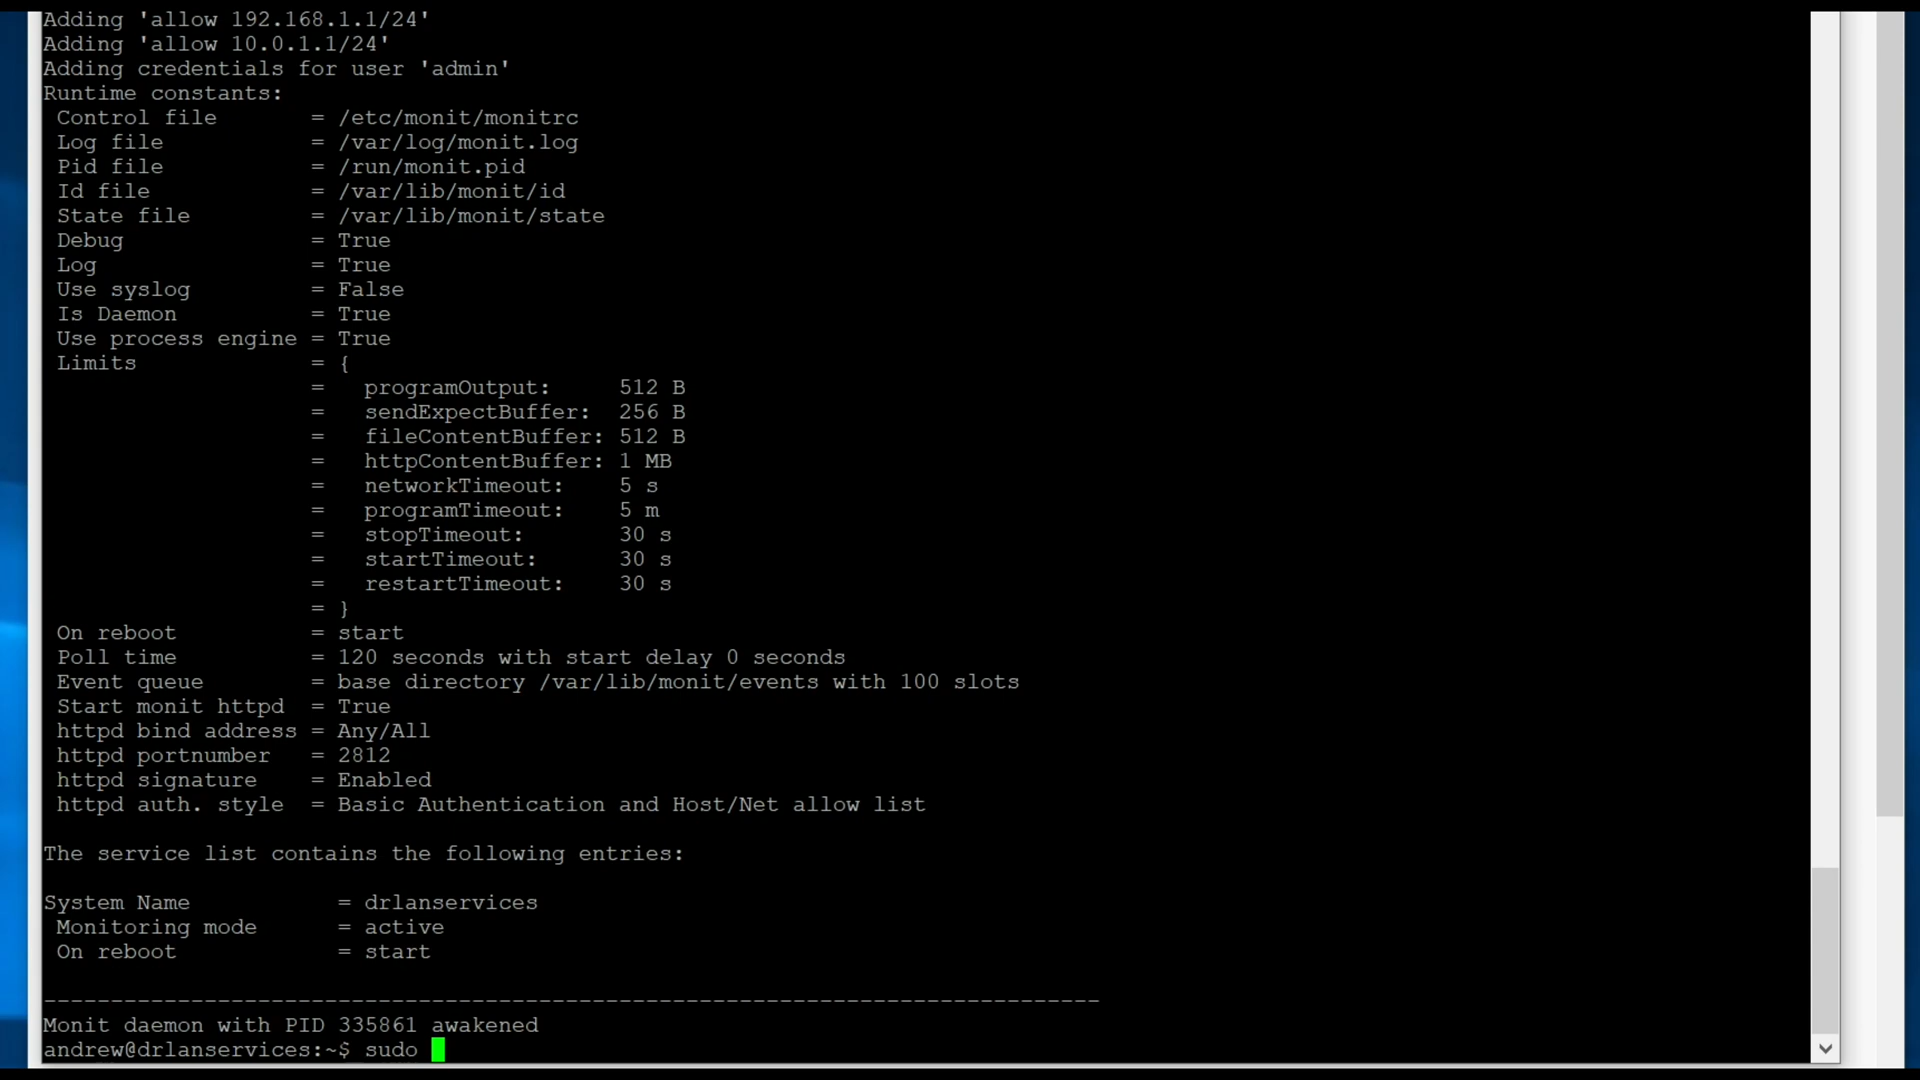 Adding 'allow 192.168.1.1/24'
Adding 'allow 10.0.1.1/24'
Adding credentials for user 'admin'
Runtime constants:
 Control file       = /etc/monit/monitrc
 Log file           = /var/log/monit.log
 Pid file           = /run/monit.pid
 Id file            = /var/lib/monit/id
 State file         = /var/lib/monit/state
 Debug              = True
 Log                = True
 Use syslog         = False
 Is Daemon          = True
 Use process engine = True
 Limits             = {
                    =   programOutput:     512 B
                    =   sendExpectBuffer:  256 B
                    =   fileContentBuffer: 512 B
                    =   httpContentBuffer: 1 MB
                    =   networkTimeout:    5 s
                    =   programTimeout:    5 m
                    =   stopTimeout:       30 s
                    =   startTimeout:      30 s
                    =   restartTimeout:    30 s
                    = }
 On reboot          = start
 Poll time          = 120 seconds with start delay 0 seconds
 Event queue        = base directory /var/lib/monit/events with 100 slots
 Start monit httpd  = True
 httpd bind address = Any/All
 httpd portnumber   = 2812
 httpd signature    = Enabled
 httpd auth. style  = Basic Authentication and Host/Net allow list

The service list contains the following entries:

System Name           = drlanservices
 Monitoring mode      = active
 On reboot            = start

-------------------------------------------------------------------------------
Monit daemon with PID 335861 awakened
andrew@drlanservices:~$ sudo